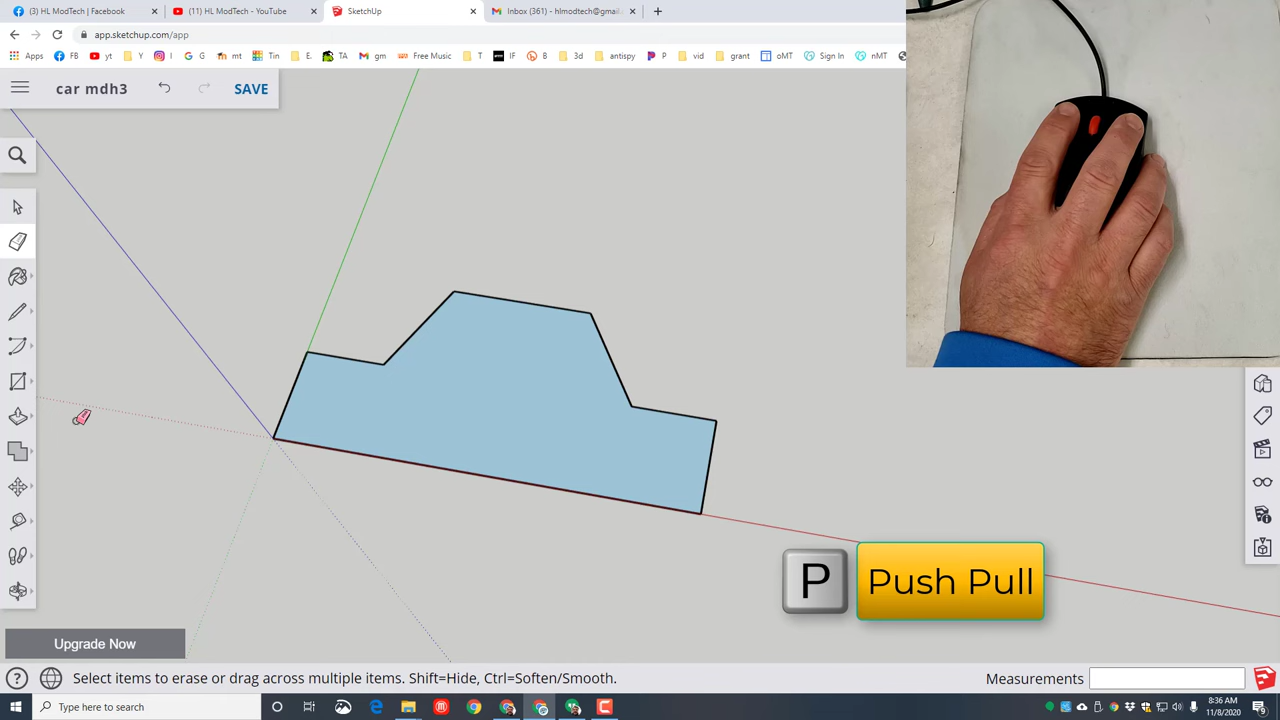 (3) HL ModTech | Facebook
(11) HL ModTech - YouTube
SketchUp
Inbox (361) - hlmodtech@gmail
app.sketchup.com/app
Apps FB yt Y I G mt Tin E. TA gm Free Music T IF B 3d antispy P vid grant oMT Sign In nMT
car mdh3
SAVE
P
Push Pull
Upgrade Now
Select items to erase or drag across multiple items. Shift=Hide, Ctrl=Soften/Smooth.
Measurements
Type here to search
8:36 AM
11/8/2020